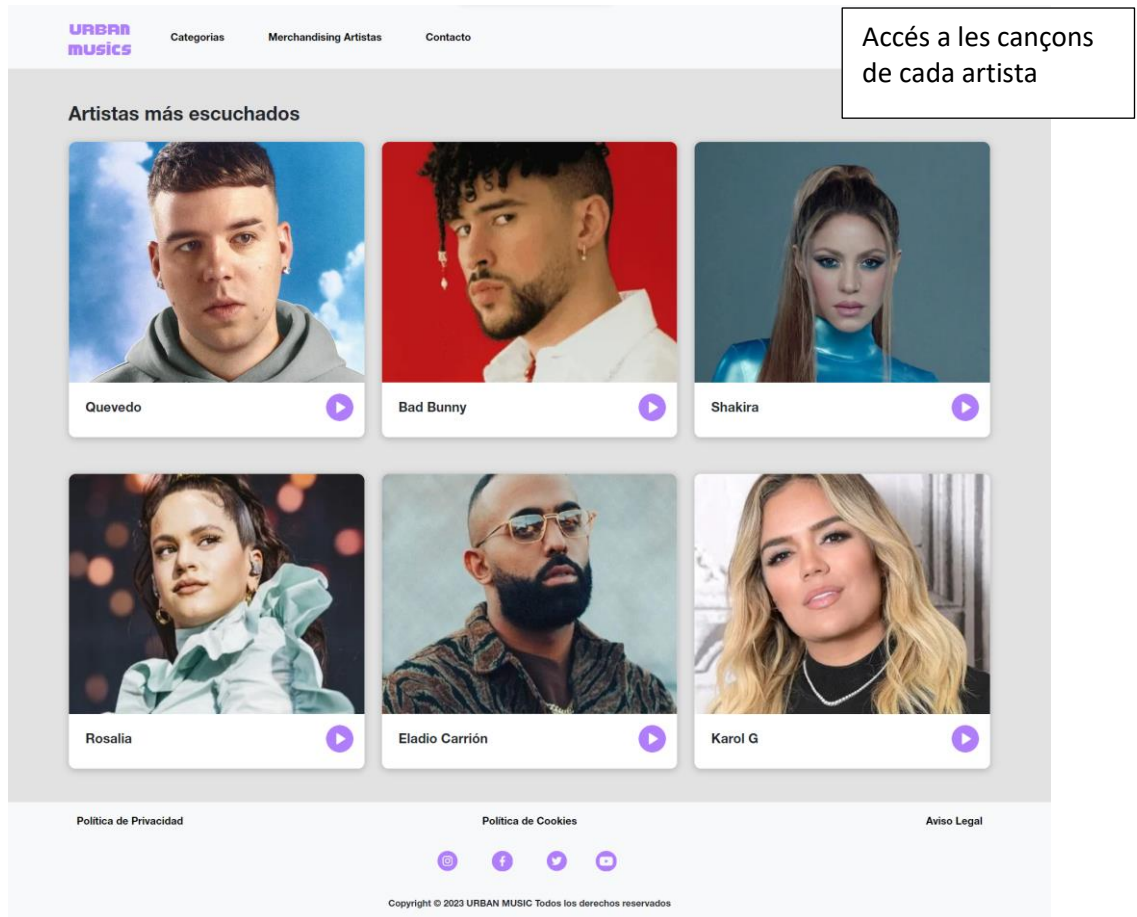 URBAN
musics
Categorias
Merchandising Artistas
Contacto
Accés a les cançons
de cada artista
Artistas más escuchados
Quevedo
Bad Bunny
Shakira
Rosalia
Eladio Carrión
Karol G
Política de Privacidad
Política de Cookies
Aviso Legal
Copyright © 2023 URBAN MUSIC Todos los derechos reservados